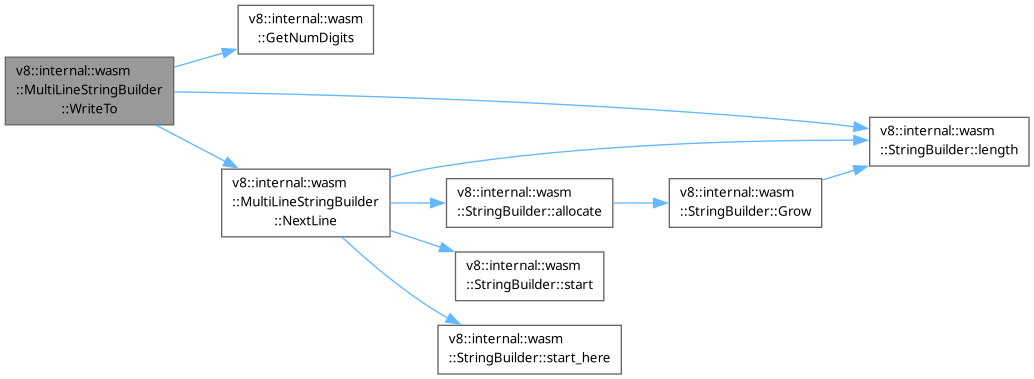 v8::internal::wasm
::GetNumDigits
v8::internal::wasm
::MultiLineStringBuilder
::WriteTo
v8::internal::wasm
::StringBuilder::length
v8::internal::wasm
::MultiLineStringBuilder
::NextLine
v8::internal::wasm
::StringBuilder::allocate
v8::internal::wasm
::StringBuilder::Grow
v8::internal::wasm
::StringBuilder::start
v8::internal::wasm
::StringBuilder::start_here